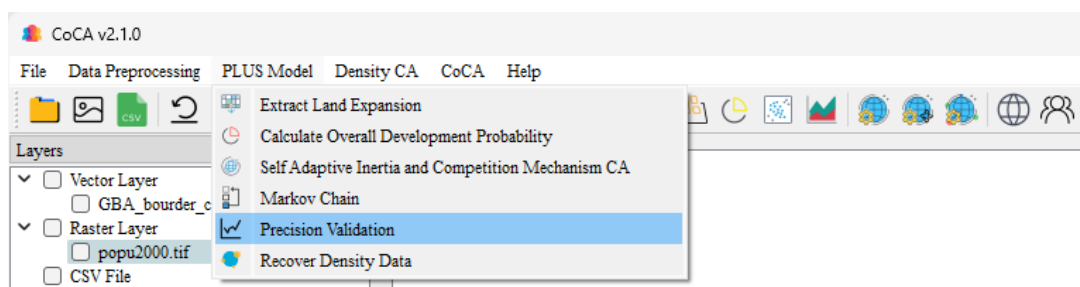 CoCA v2.1.0
File Data Preprocessing PLUS Model Density CA CoCA Help
CSV
Extract Land Expansion
Layers
Calculate Overall Development Probability
Vector Layer
Self Adaptive Inertia and Competition Mechanism CA
GBA_bourder_c
Markov Chain
Raster Layer
Precision Validation
popu2000.tif
Recover Density Data
CSV File